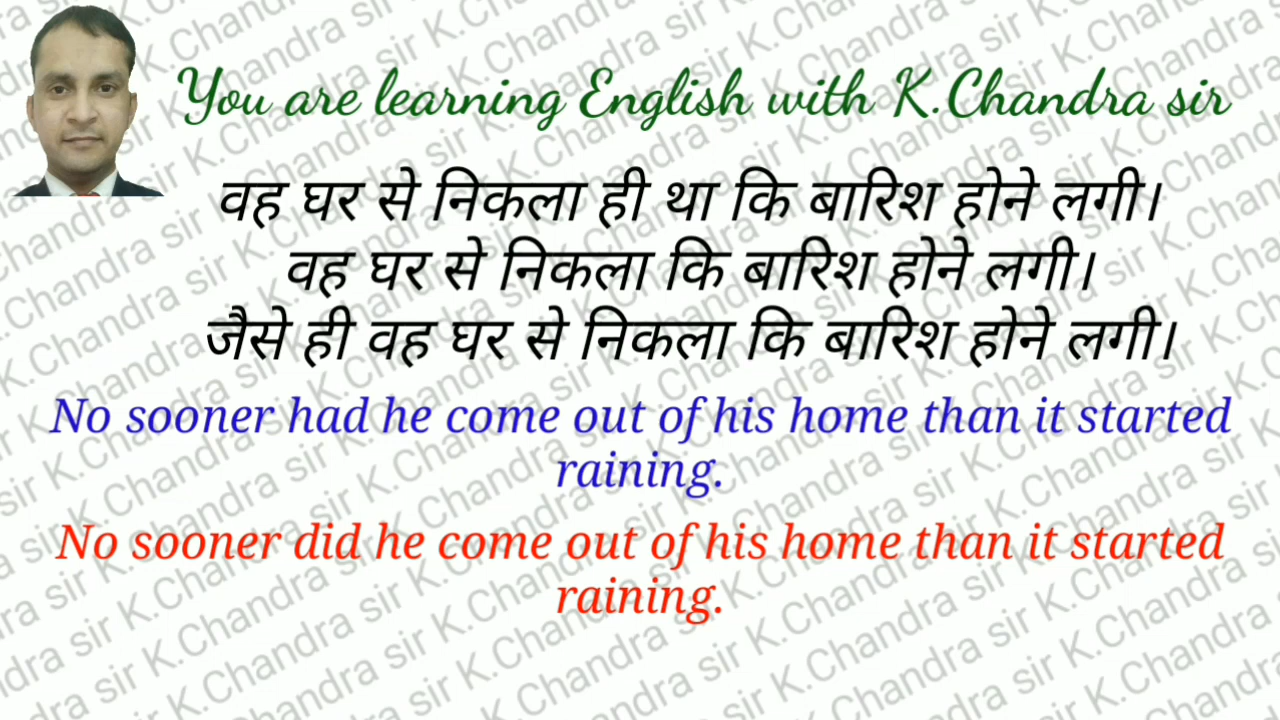 You are learning English with K.Chandra sir
वह घर से निकला ही था कि बारिश होने लगी।
वह घर से निकला कि बारिश होने लगी।
जैसे ही वह घर से निकला कि बारिश होने लगी।
No sooner had he come out of his home than it started
raining.
No sooner did he come out of his home than it started
raining.